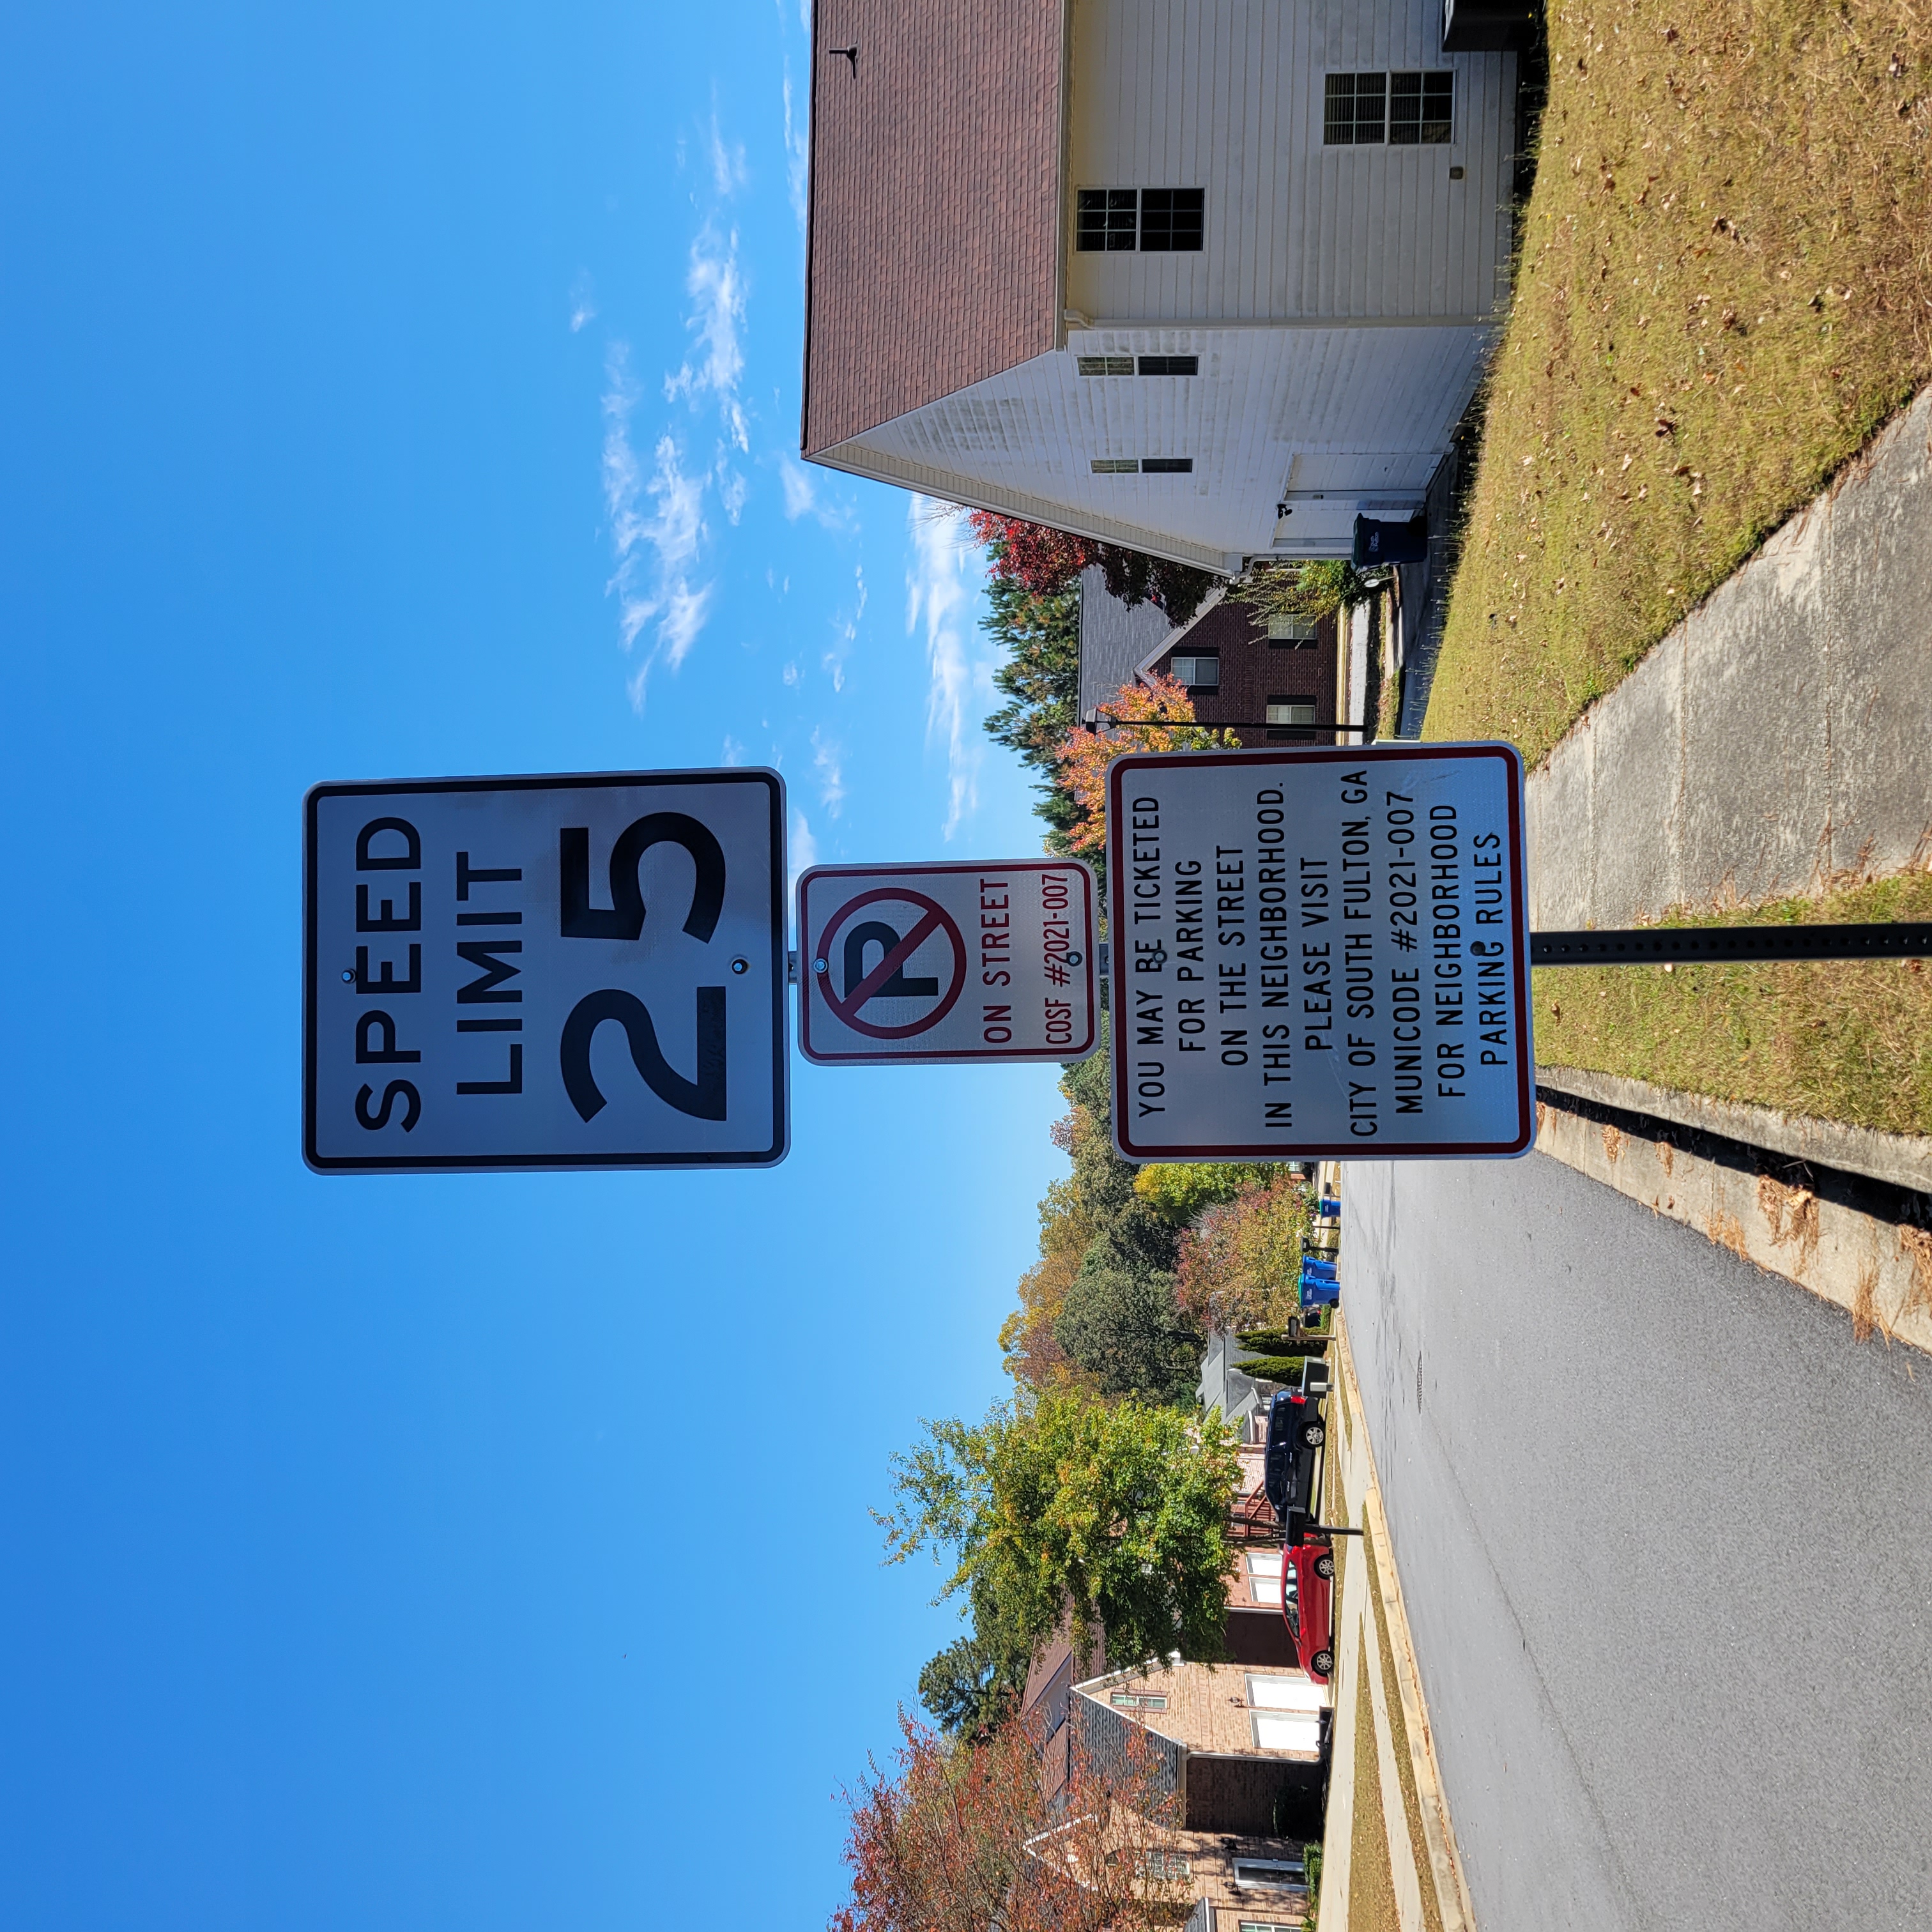 SPEED
LIMIT
25
P
ON STREET
COSF #2021-007
YOU MAY BE TICKETED
FOR PARKING
ON THE STREET
IN THIS NEIGHBORHOOD.
PLEASE VISIT
CITY OF SOUTH FULTON, GA
MUNICODE #2021-007
FOR NEIGHBORHOOD
PARKING RULES